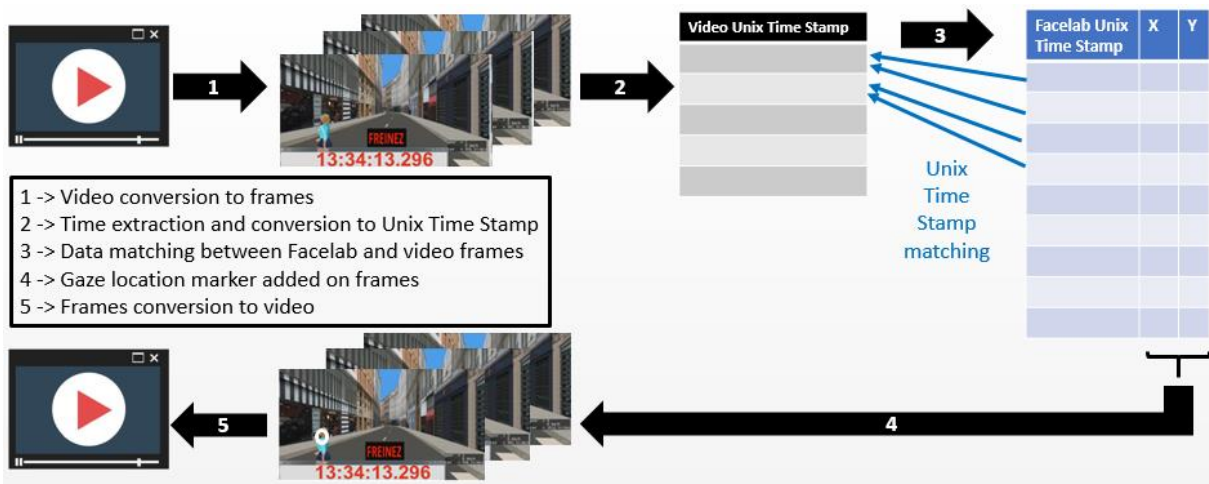 1
FREINEZ
13:34:13.296
2
Video Unix Time Stamp
3
Facelab Unix
Time Stamp
X
Y
Unix
Time
Stamp
matching
1 -> Video conversion to frames
2 -> Time extraction and conversion to Unix Time Stamp
3 -> Data matching between Facelab and video frames
4 -> Gaze location marker added on frames
5 -> Frames conversion to video
5
FREINEZ
13:34:13.296
4